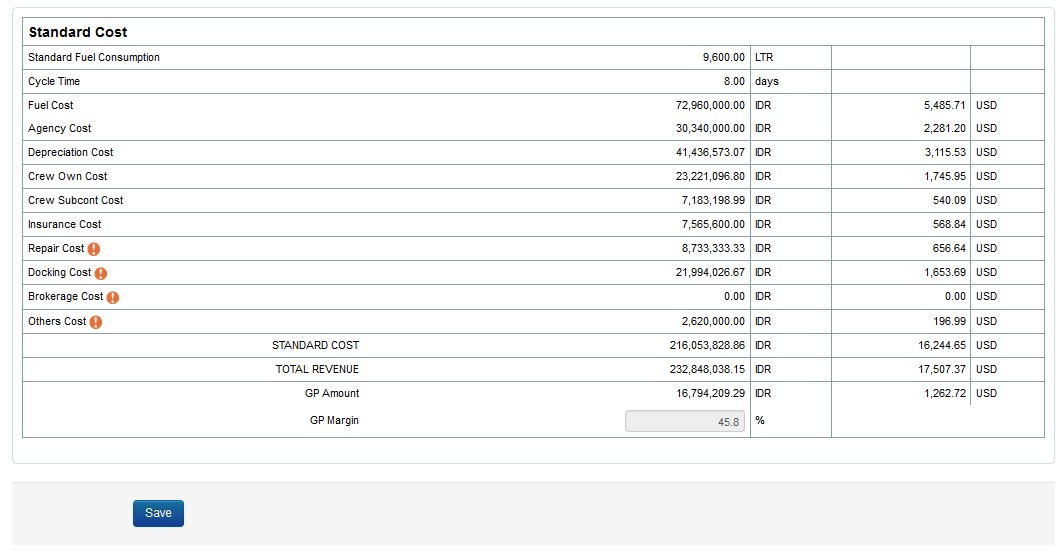 Standard Cost
Standard Fuel Consumption 9,600.00 LTR
Cycle Time 8.00 days
Fuel Cost 72,960,000.00 IDR 5,485.71 USD
Agency Cost 30,340,000.00 IDR 2,281.20 USD
Depreciation Cost 41,436,573.07 IDR 3,115.53 USD
Crew Own Cost 23,221,096.80 IDR 1,745.95 USD
Crew Subcont Cost 7,183,198.99 IDR 540.09 USD
Insurance Cost 7,565,600.00 IDR 568.84 USD
Repair Cost 8,733,333.33 IDR 656.64 USD
Docking Cost 21,994,026.67 IDR 1,653.69 USD
Brokerage Cost 0.00 IDR 0.00 USD
Others Cost 2,620,000.00 IDR 196.99 USD
STANDARD COST 216,053,828.86 IDR 16,244.65 USD
TOTAL REVENUE 232,848,038.15 IDR 17,507.37 USD
GP Amount 16,794,209.29 IDR 1,262.72 USD
GP Margin 45.8 %
Save